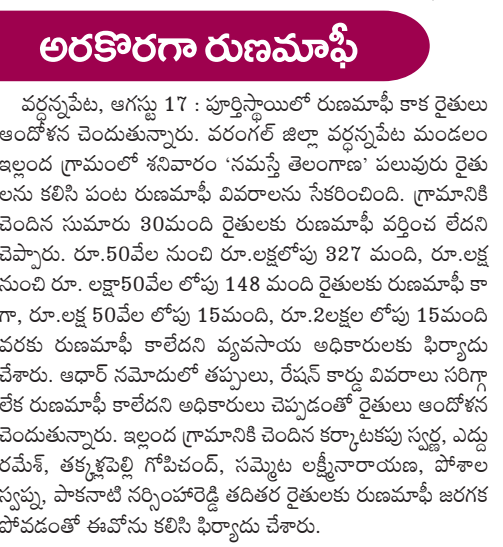 అరకొరగా రుణమాఫీ
వర్ధన్నపేట, ఆగస్టు 17 : పూర్తిస్థాయిలో రుణమాఫీ కాక రైతులు
ఆందోళన చెందుతున్నారు. వరంగల్ జిల్లా వర్ధన్నపేట మండలం
ఇల్లంద గ్రామంలో శనివారం ‘నమస్తే తెలంగాణ’ పలువురు రైతు
లను కలిసి పంట రుణమాఫీ వివరాలను సేకరించింది. గ్రామానికి
చెందిన సుమారు 30మంది రైతులకు రుణమాఫీ వర్తించ లేదని
చెప్పారు. రూ.50వేల నుంచి రూ.లక్షలోపు 327 మంది, రూ.లక్ష
నుంచి రూ. లక్షా50వేల లోపు 148 మంది రైతులకు రుణమాఫీ కా
గా, రూ.లక్ష 50వేల లోపు 15మంది, రూ.2లక్షల లోపు 15మంది
వరకు రుణమాఫీ కాలేదని వ్యవసాయ అధికారులకు ఫిర్యాదు
చేశారు. ఆధార్ నమోదులో తప్పులు, రేషన్ కార్డు వివరాలు సరిగ్గా
లేక రుణమాఫీ కాలేదని అధికారులు చెప్పడంతో రైతులు ఆందోళన
చెందుతున్నారు. ఇల్లంద గ్రామానికి చెందిన కర్కాటకపు స్వర్ణ, ఎద్దు
రమేశ్, తక్కళ్లపెల్లి గోపిచంద్, సమ్మెట లక్ష్మీనారాయణ, పోశాల
స్వప్న, పాకనాటి నర్సింహారెడ్డి తదితర రైతులకు రుణమాఫీ జరగక
పోవడంతో ఈవోను కలిసి ఫిర్యాదు చేశారు.